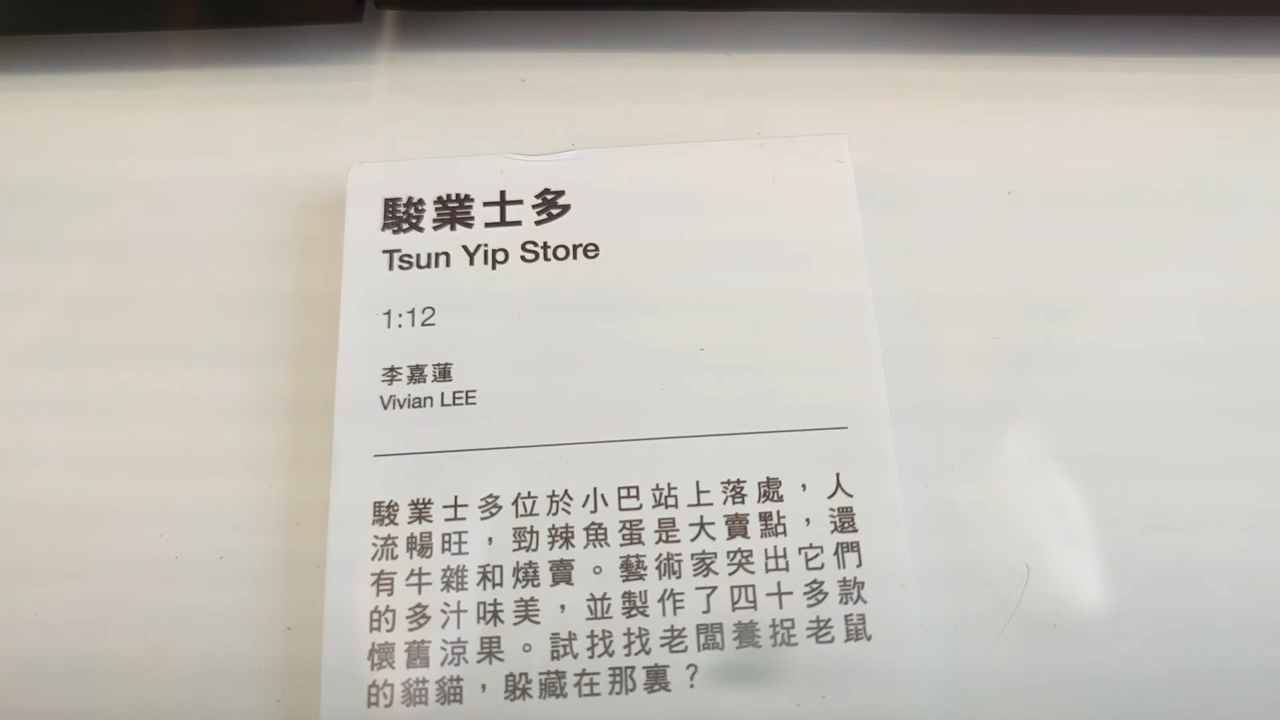 駿業士多
Tsun Yip Store
1:12
李嘉蓮
Vivian LEE
駿業士多位於小巴站上落處，人
流暢旺，勁辣魚蛋是大賣點，還
有牛雜和燒賣。藝術家突出它們
的多汁味美，並製作了四十多款
懷舊涼果。試找找老闆養捉老鼠
的貓貓，躲藏在那裏？